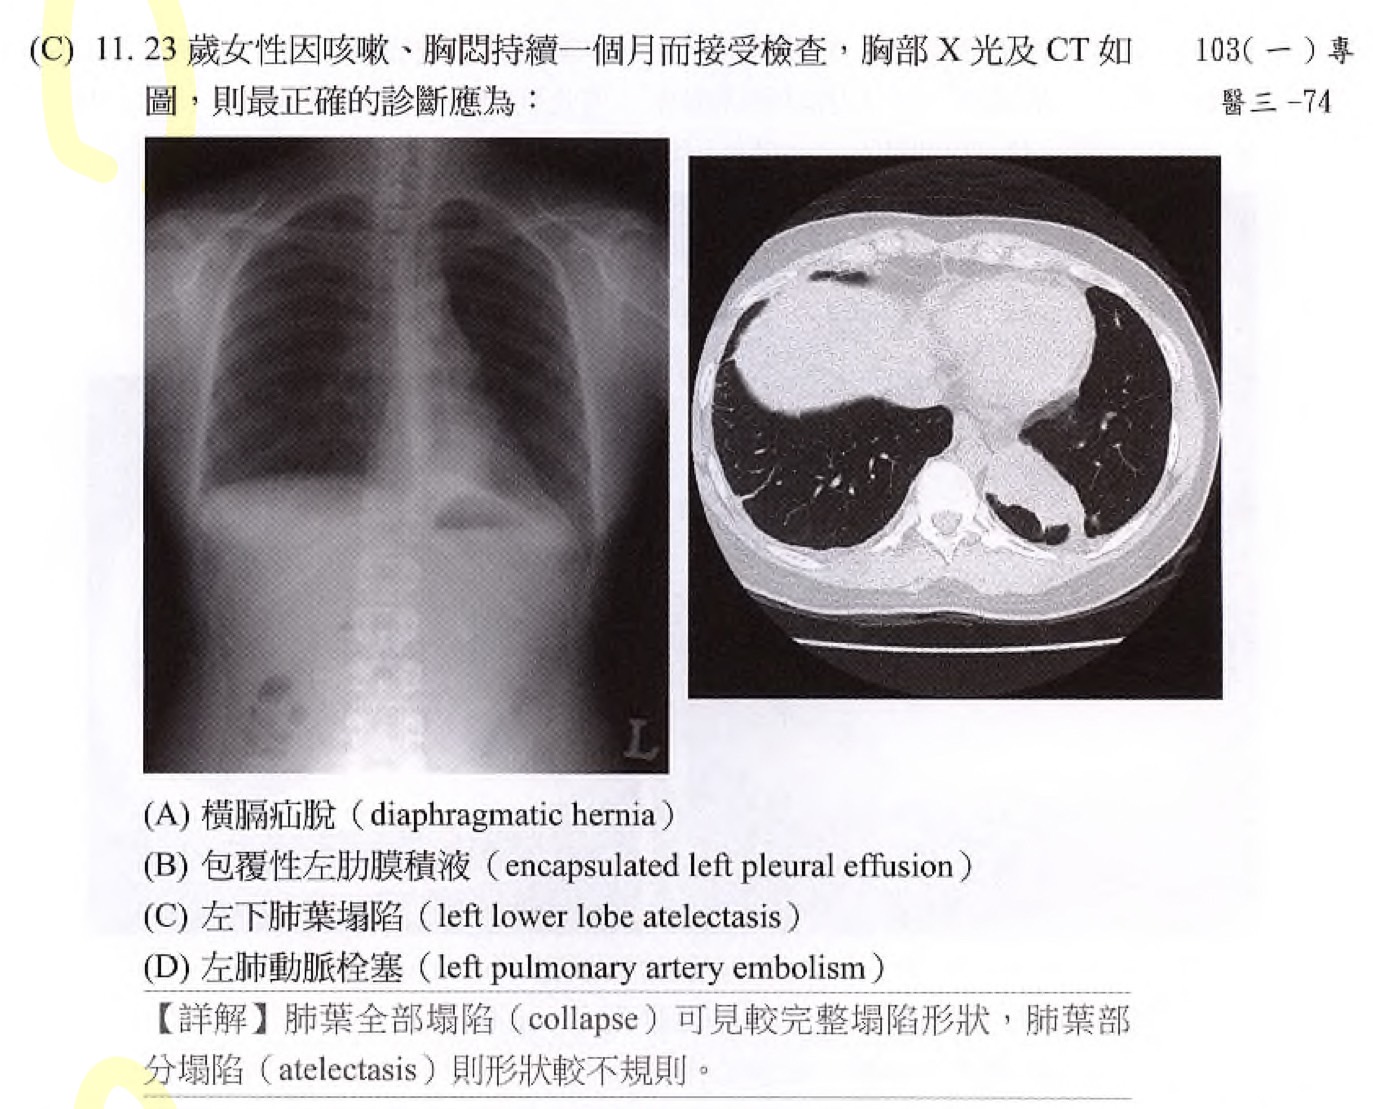 (C) 11. 23 歲女性因咳嗽、胸悶持續一個月而接受檢查，胸部 X 光及 CT 如 103( 一 ) 專
圖，則最正確的診斷應為： 醫三 -74
L
(A) 橫膈疝脫（diaphragmatic hernia）
(B) 包覆性左肋膜積液（encapsulated left pleural effusion）
(C) 左下肺葉塌陷（left lower lobe atelectasis）
(D) 左肺動脈栓塞（left pulmonary artery embolism）
【詳解】肺葉全部塌陷（collapse）可見較完整塌陷形狀，肺葉部
分塌陷（atelectasis）則形狀較不規則。